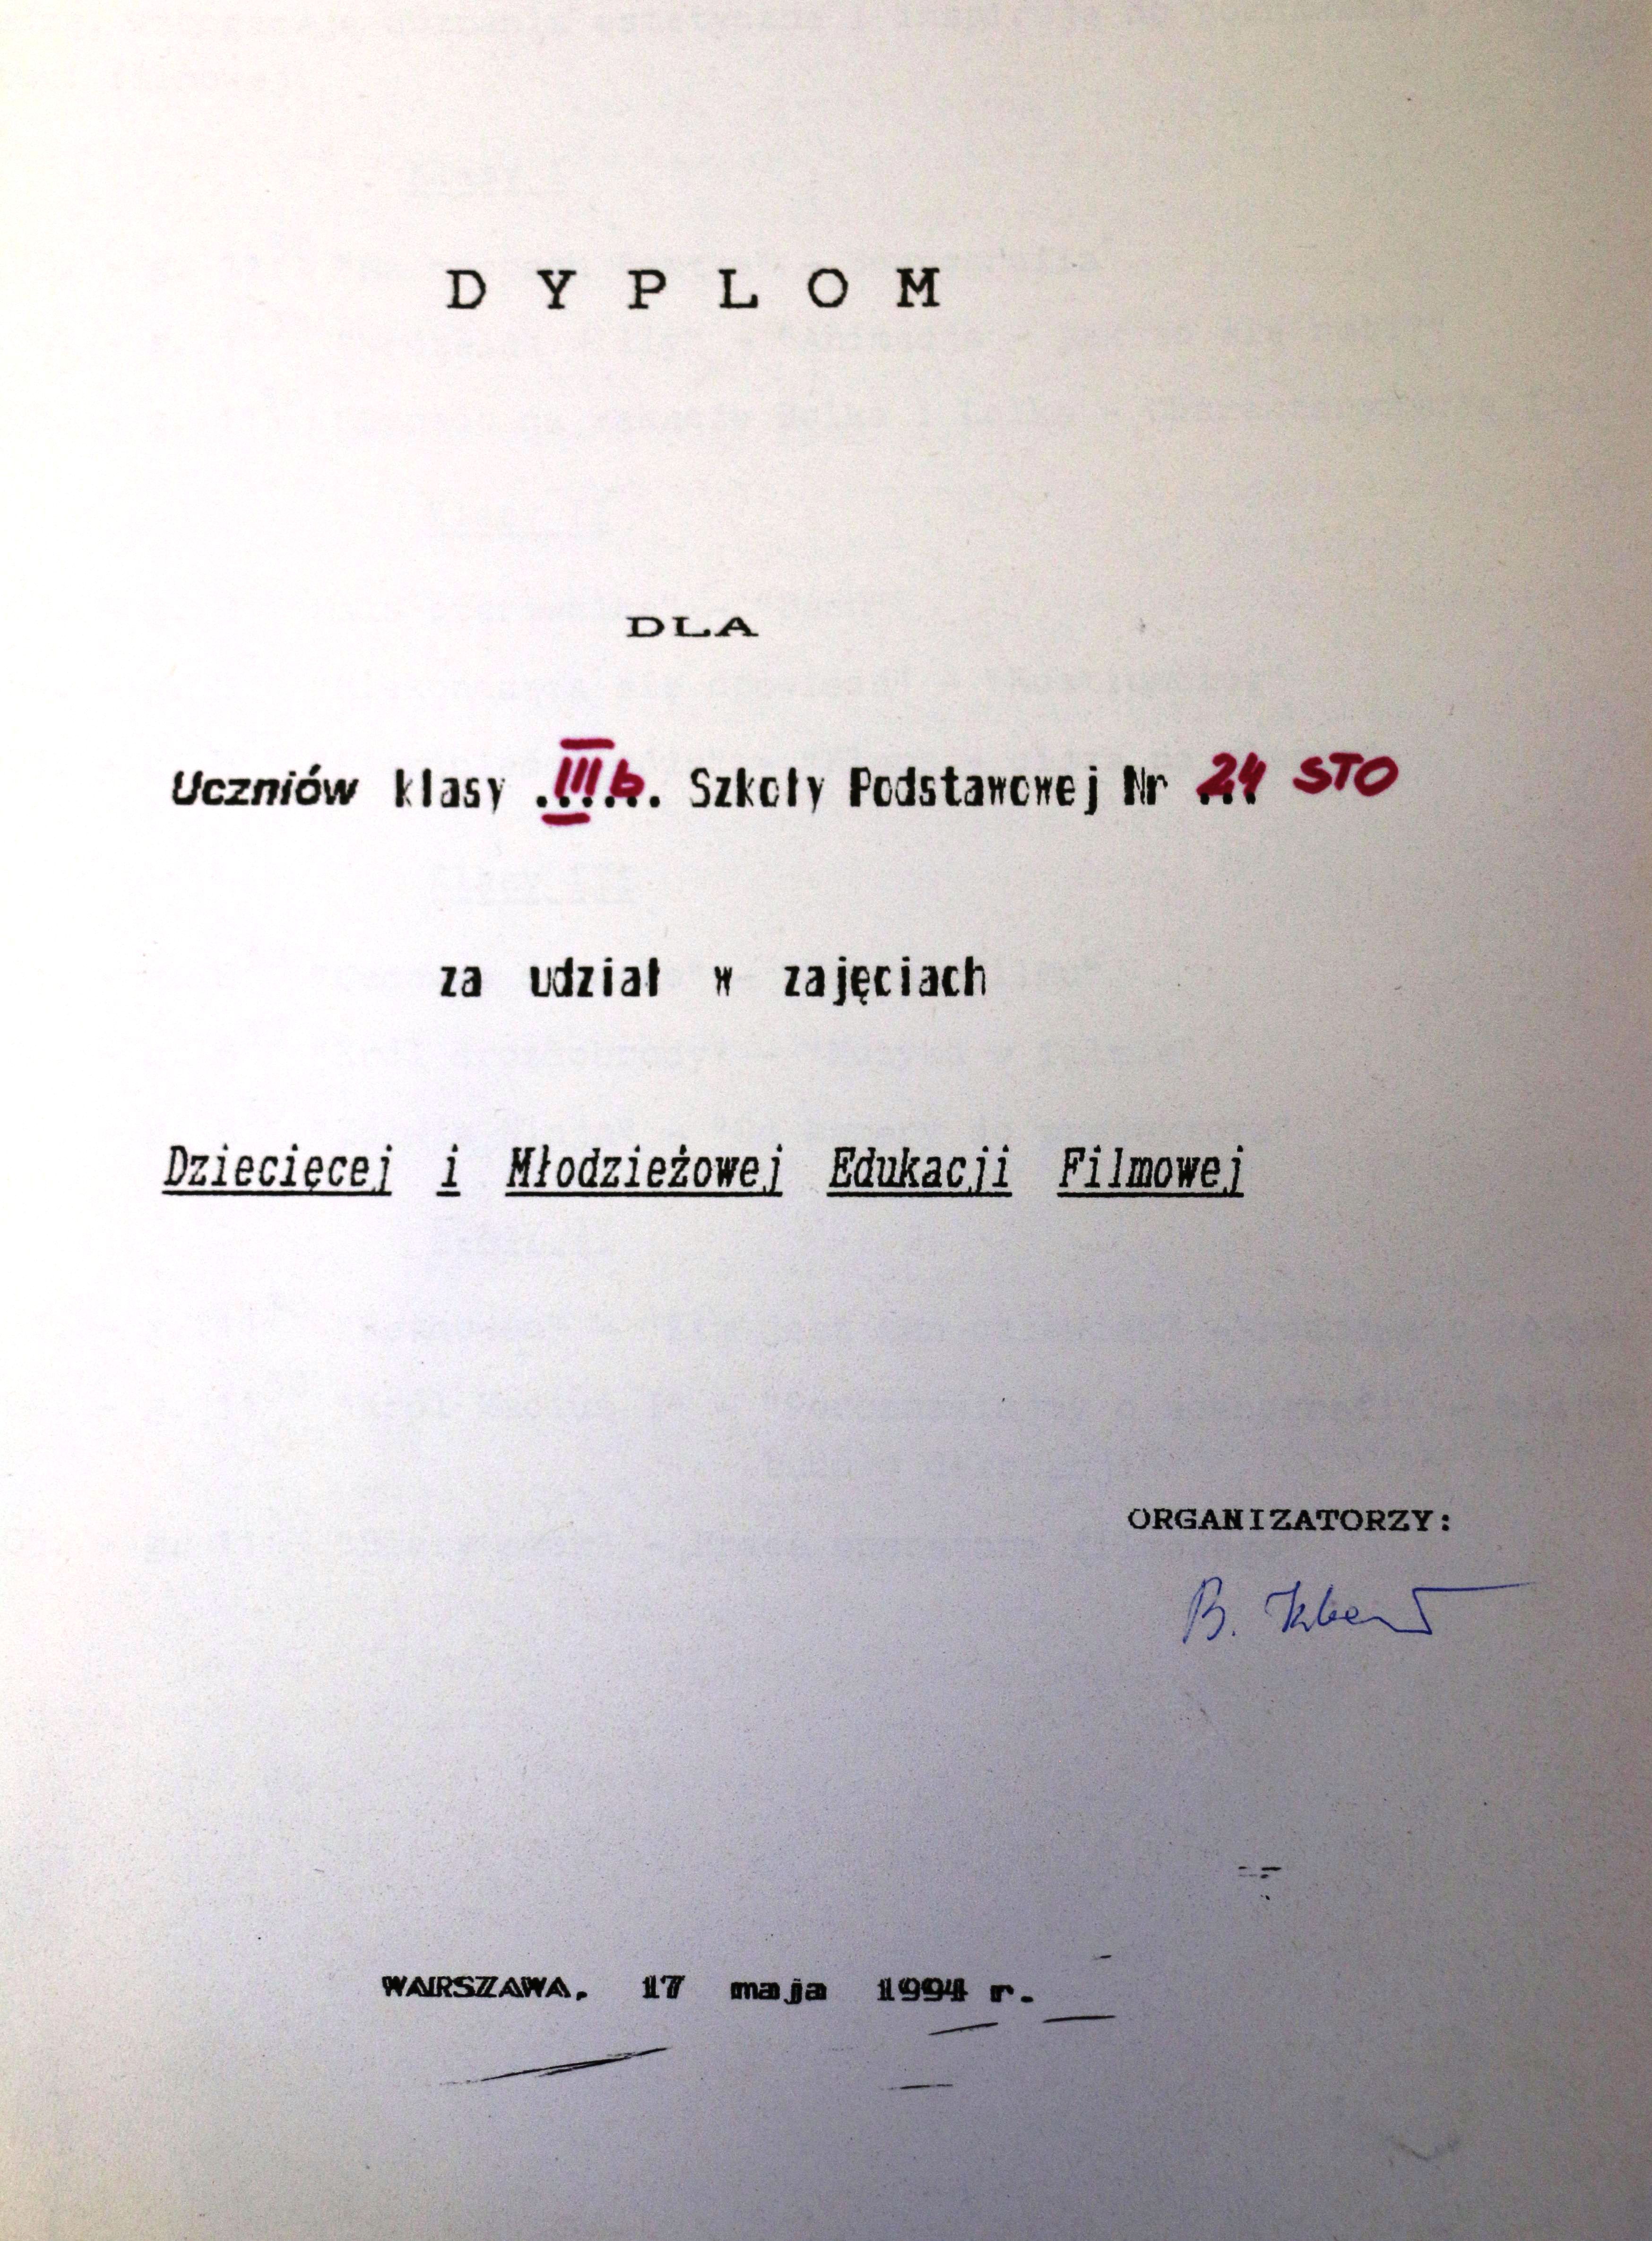 DYPLOM
DLA
Uczniów klasy .IIIb. Szkoły Podstawowej Nr 24 STO
za udział w zajęciach
Dziecięcej i Młodzieżowej Edukacji Filmowej
ORGANIZATORZY:
B.
WARSZAWA, 17 maja 1994 r.